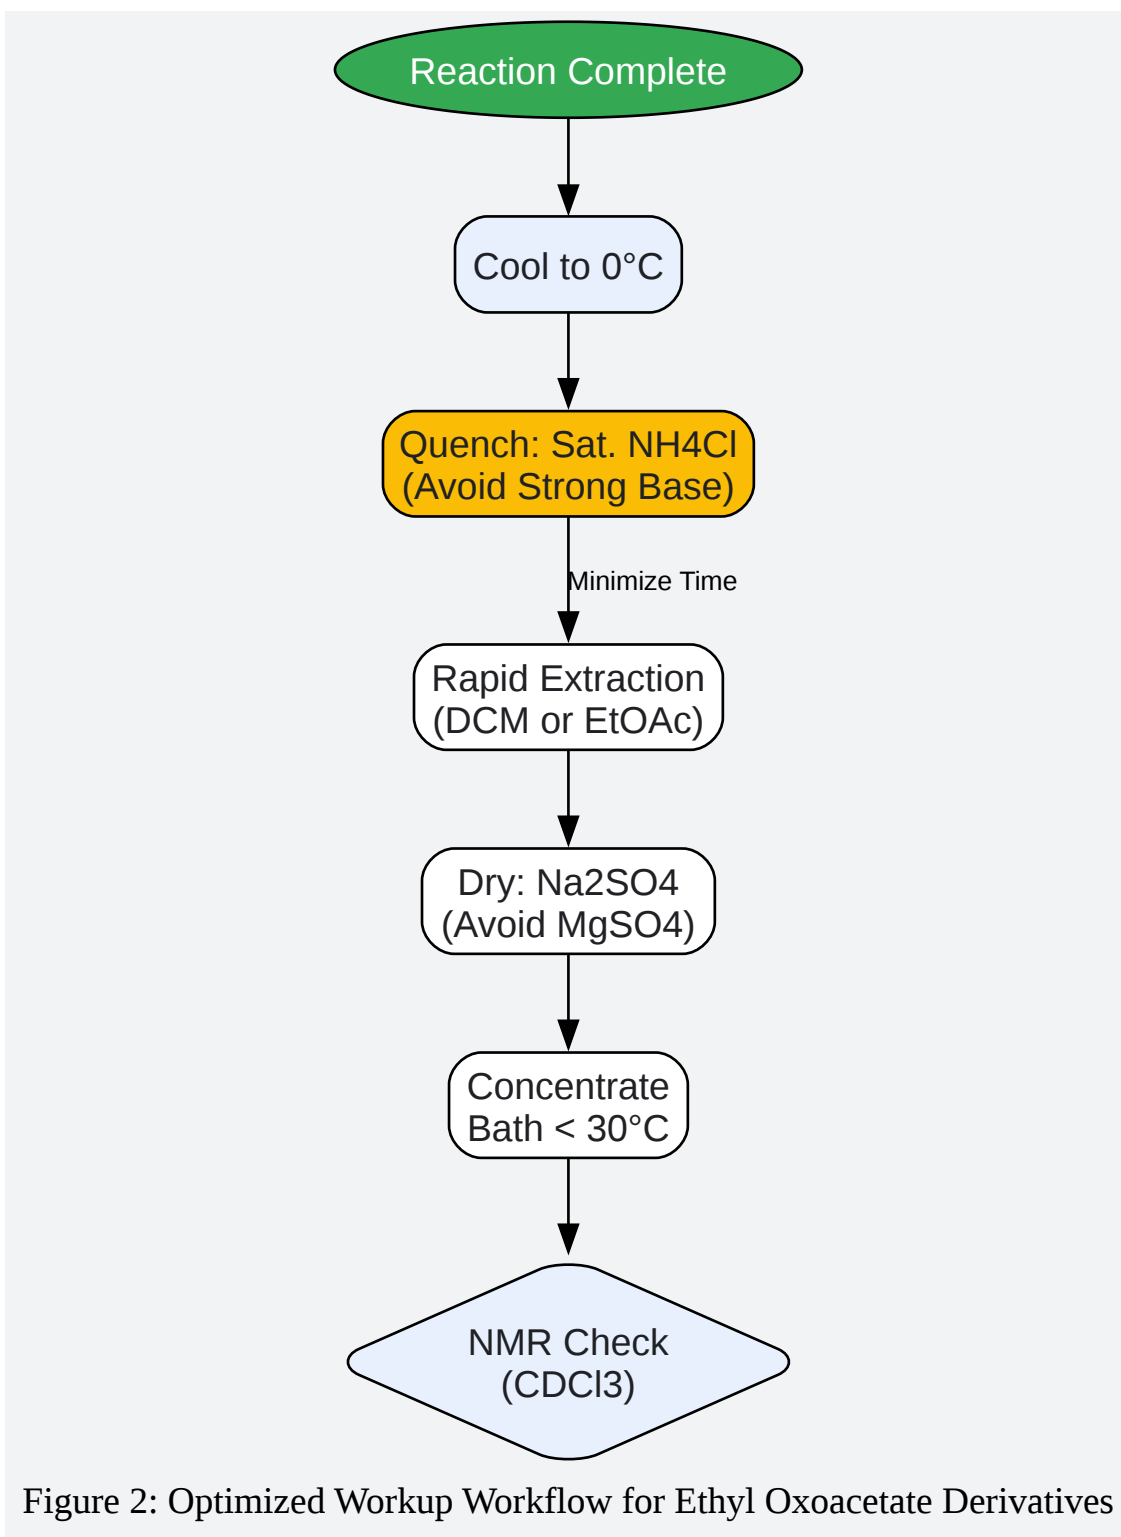 Reaction Complete
Cool to 0°C
Quench: Sat. NH4Cl
(Avoid Strong Base)
Minimize Time
Rapid Extraction
(DCM or EtOAc)
Dry: Na2SO4
(Avoid MgSO4)
Concentrate
Bath < 30°C
NMR Check
(CDCl3)
Figure 2: Optimized Workup Workflow for Ethyl Oxoacetate Derivatives